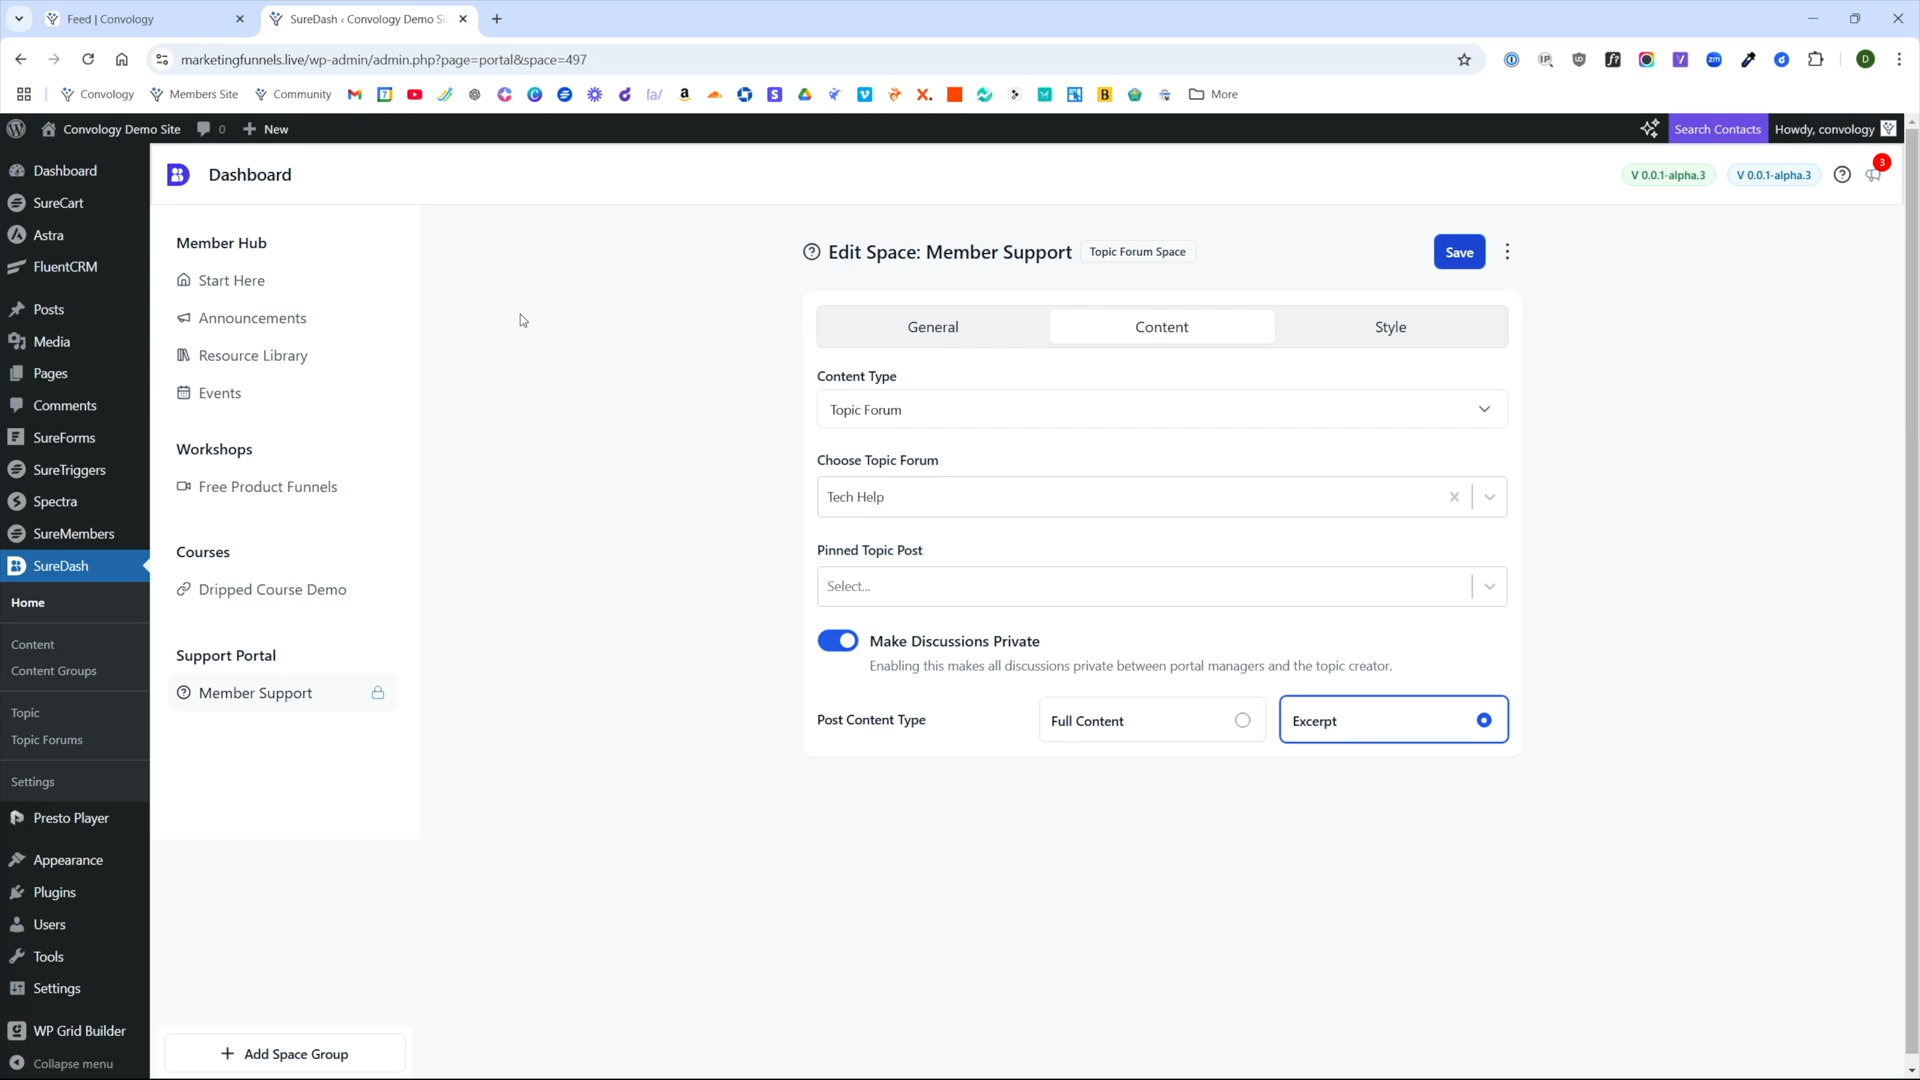 Feed | Convology
SureDash ‹ Convology Demo Si
marketingfunnels.live/wp-admin/admin.php?page=portal&space=497
D
Convology
Members Site
Community
More
Convology Demo Site
0
New
Search Contacts
Howdy, convology
Dashboard
SureCart
Astra
FluentCRM
Posts
Media
Pages
Comments
SureForms
SureTriggers
Spectra
SureMembers
SureDash
Home
Content
Content Groups
Topic
Topic Forums
Settings
Presto Player
Appearance
Plugins
Users
Tools
Settings
WP Grid Builder
Collapse menu
Dashboard
V 0.0.1-alpha.3
V 0.0.1-alpha.3
3
Member Hub
Start Here
Announcements
Resource Library
Events
Workshops
Free Product Funnels
Courses
Dripped Course Demo
Support Portal
Member Support
Add Space Group
Edit Space: Member Support
Topic Forum Space
Save
General
Content
Style
Content Type
Topic Forum
Choose Topic Forum
Tech Help
Pinned Topic Post
Select...
Make Discussions Private
Enabling this makes all discussions private between portal managers and the topic creator.
Post Content Type
Full Content
Excerpt